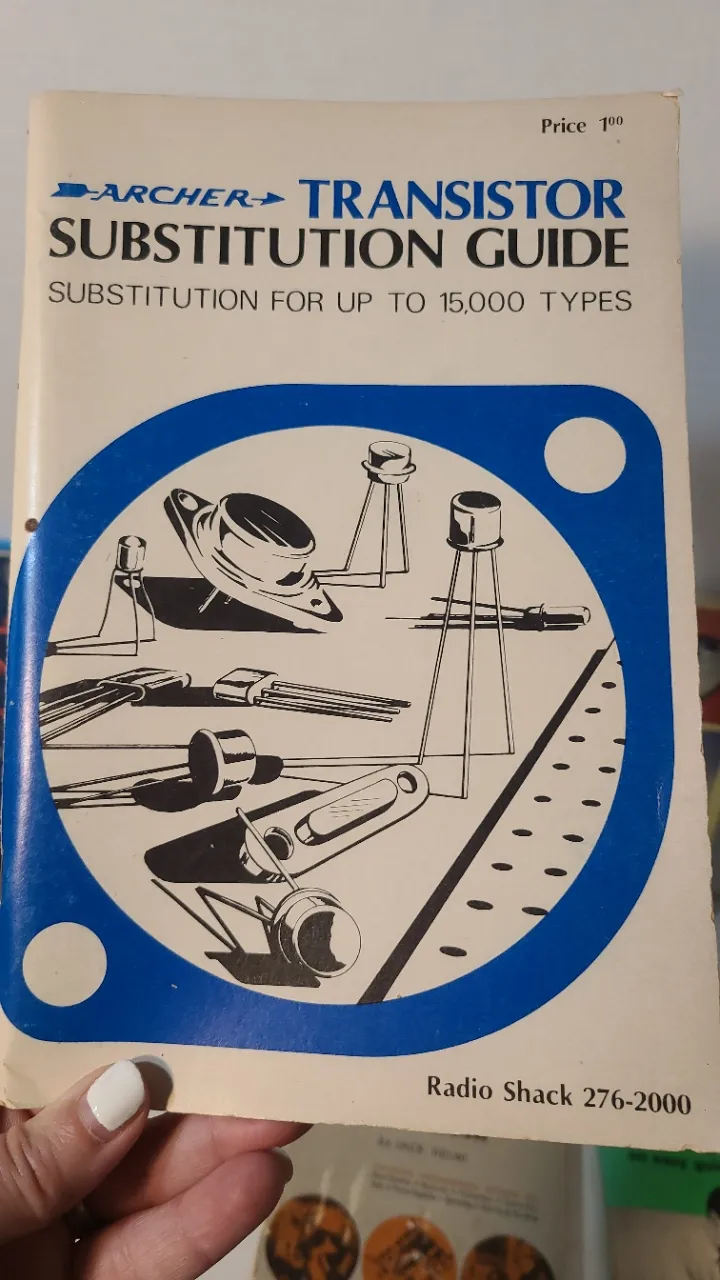 Price 1⁰⁰
ARCHER TRANSISTOR
SUBSTITUTION GUIDE
SUBSTITUTION FOR UP TO 15,000 TYPES
Radio Shack 276-2000